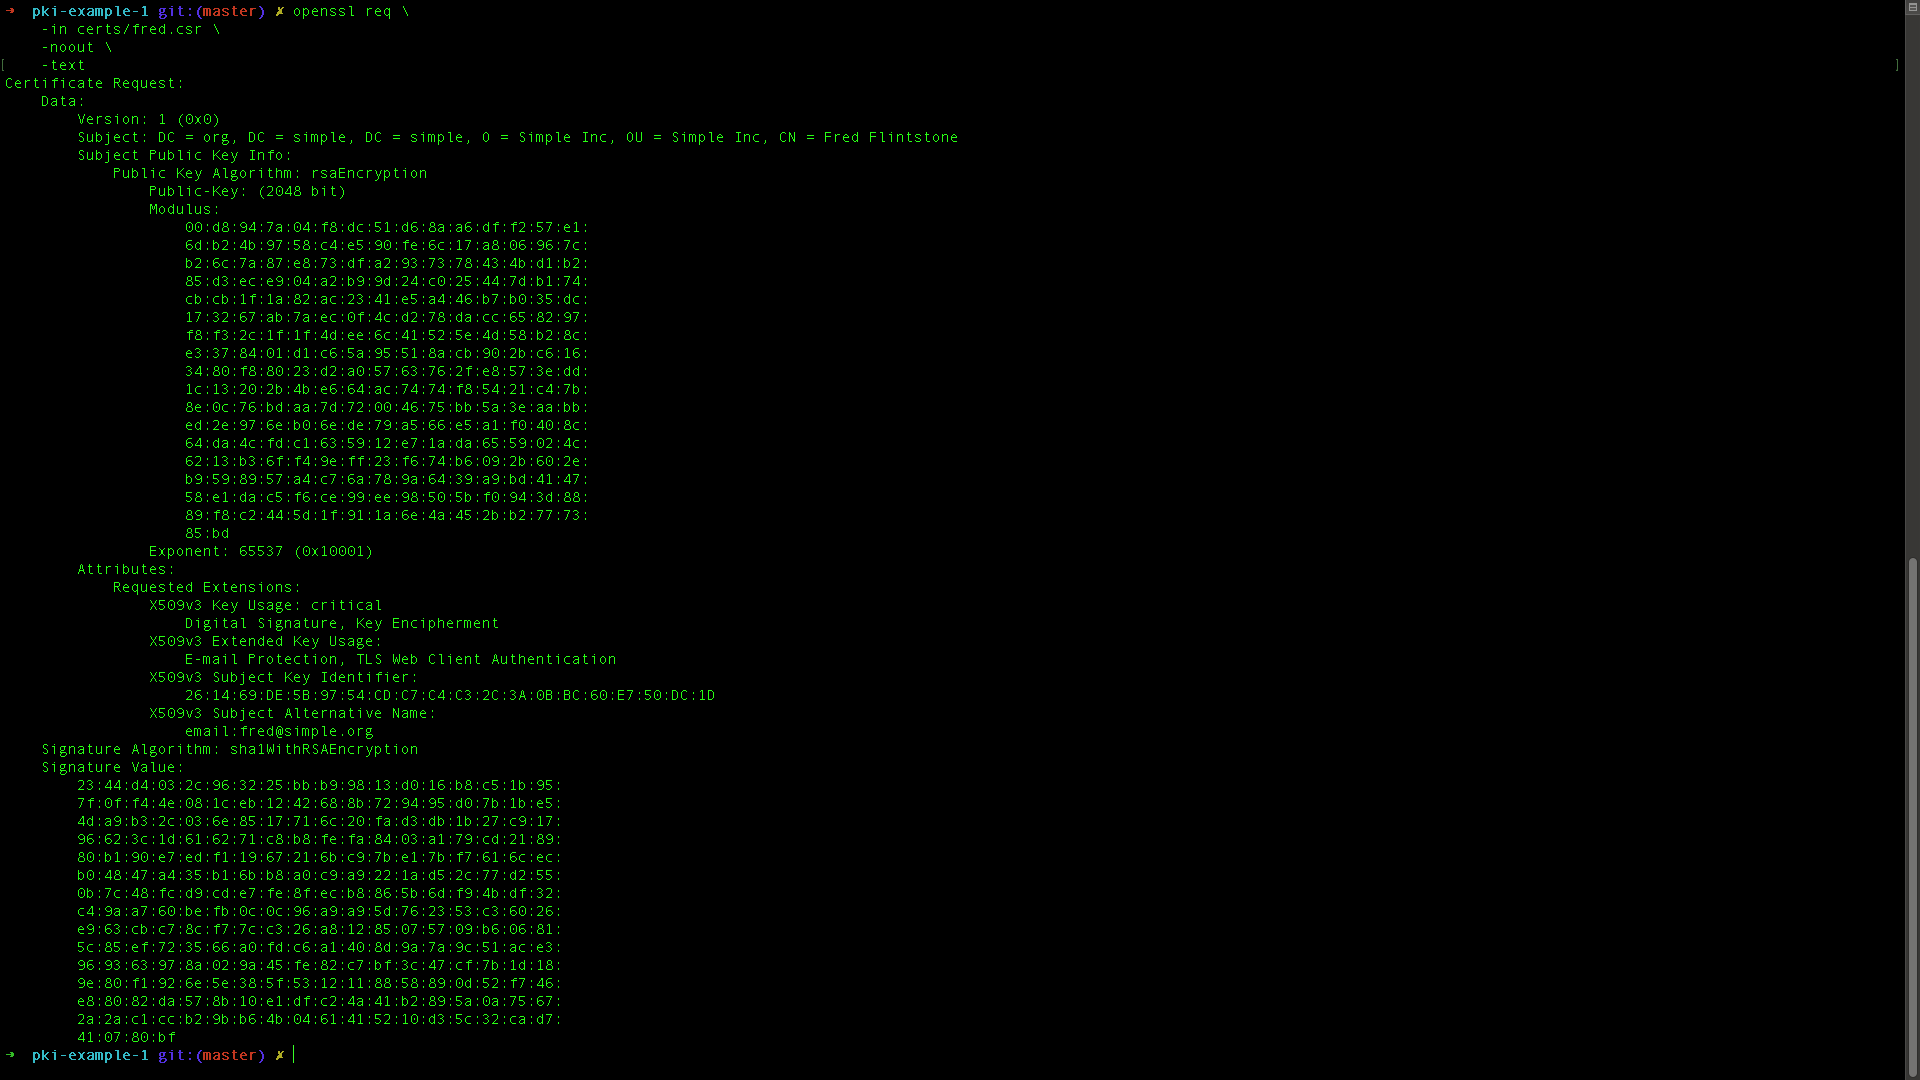 ➜  pki-example-1 git:(master) ✗ openssl req \
    -in certs/fred.csr \
    -noout \
[    -text ]
Certificate Request:
    Data:
        Version: 1 (0x0)
        Subject: DC = org, DC = simple, DC = simple, O = Simple Inc, OU = Simple Inc, CN = Fred Flintstone
        Subject Public Key Info:
            Public Key Algorithm: rsaEncryption
                Public-Key: (2048 bit)
                Modulus:
                    00:d8:94:7a:04:f8:dc:51:d6:8a:a6:df:f2:57:e1:
                    6d:b2:4b:97:58:c4:e5:90:fe:6c:17:a8:06:96:7c:
                    b2:6c:7a:87:e8:73:df:a2:93:73:78:43:4b:d1:b2:
                    85:d3:ec:e9:04:a2:b9:9d:24:c0:25:44:7d:b1:74:
                    cb:cb:1f:1a:82:ac:23:41:e5:a4:46:b7:b0:35:dc:
                    17:32:67:ab:7a:ec:0f:4c:d2:78:da:cc:65:82:97:
                    f8:f3:2c:1f:1f:4d:ee:6c:41:52:5e:4d:58:b2:8c:
                    e3:37:84:01:d1:c6:5a:95:51:8a:cb:90:2b:c6:16:
                    34:80:f8:80:23:d2:a0:57:63:76:2f:e8:57:3e:dd:
                    1c:13:20:2b:4b:e6:64:ac:74:74:f8:54:21:c4:7b:
                    8e:0c:76:bd:aa:7d:72:00:46:75:bb:5a:3e:aa:bb:
                    ed:2e:97:6e:b0:6e:de:79:a5:66:e5:a1:f0:40:8c:
                    64:da:4c:fd:c1:63:59:12:e7:1a:da:65:59:02:4c:
                    62:13:b3:6f:f4:9e:ff:23:f6:74:b6:09:2b:60:2e:
                    b9:59:89:57:a4:c7:6a:78:9a:64:39:a9:bd:41:47:
                    58:e1:da:c5:f6:ce:99:ee:98:50:5b:f0:94:3d:88:
                    89:f8:c2:44:5d:1f:91:1a:6e:4a:45:2b:b2:77:73:
                    85:bd
                Exponent: 65537 (0x10001)
        Attributes:
            Requested Extensions:
                X509v3 Key Usage: critical
                    Digital Signature, Key Encipherment
                X509v3 Extended Key Usage:
                    E-mail Protection, TLS Web Client Authentication
                X509v3 Subject Key Identifier:
                    26:14:69:DE:5B:97:54:CD:C7:C4:C3:2C:3A:0B:BC:60:E7:50:DC:1D
                X509v3 Subject Alternative Name:
                    email:fred@simple.org
    Signature Algorithm: sha1WithRSAEncryption
    Signature Value:
        23:44:d4:03:2c:96:32:25:bb:b9:98:13:d0:16:b8:c5:1b:95:
        7f:0f:f4:4e:08:1c:eb:12:42:68:8b:72:94:95:d0:7b:1b:e5:
        4d:a9:b3:2c:03:6e:85:17:71:6c:20:fa:d3:db:1b:27:c9:17:
        96:62:3c:1d:61:62:71:c8:b8:fe:fa:84:03:a1:79:cd:21:89:
        80:b1:90:e7:ed:f1:19:67:21:6b:c9:7b:e1:7b:f7:61:6c:ec:
        b0:48:47:a4:35:b1:6b:b8:a0:c9:a9:22:1a:d5:2c:77:d2:55:
        0b:7c:48:fc:d9:cd:e7:fe:8f:ec:b8:86:5b:6d:f9:4b:df:32:
        c4:9a:a7:60:be:fb:0c:0c:96:a9:a9:5d:76:23:53:c3:60:26:
        e9:63:cb:c7:8c:f7:7c:c3:26:a8:12:85:07:57:09:b6:06:81:
        5c:85:ef:72:35:66:a0:fd:c6:a1:40:8d:9a:7a:9c:51:ac:e3:
        96:93:63:97:8a:02:9a:45:fe:82:c7:bf:3c:47:cf:7b:1d:18:
        9e:80:f1:92:6e:5e:38:5f:53:12:11:88:58:89:0d:52:f7:46:
        e8:80:82:da:57:8b:10:e1:df:c2:4a:41:b2:89:5a:0a:75:67:
        2a:2a:c1:cc:b2:9b:b6:4b:04:61:41:52:10:d3:5c:32:ca:d7:
        41:07:80:bf
➜  pki-example-1 git:(master) ✗